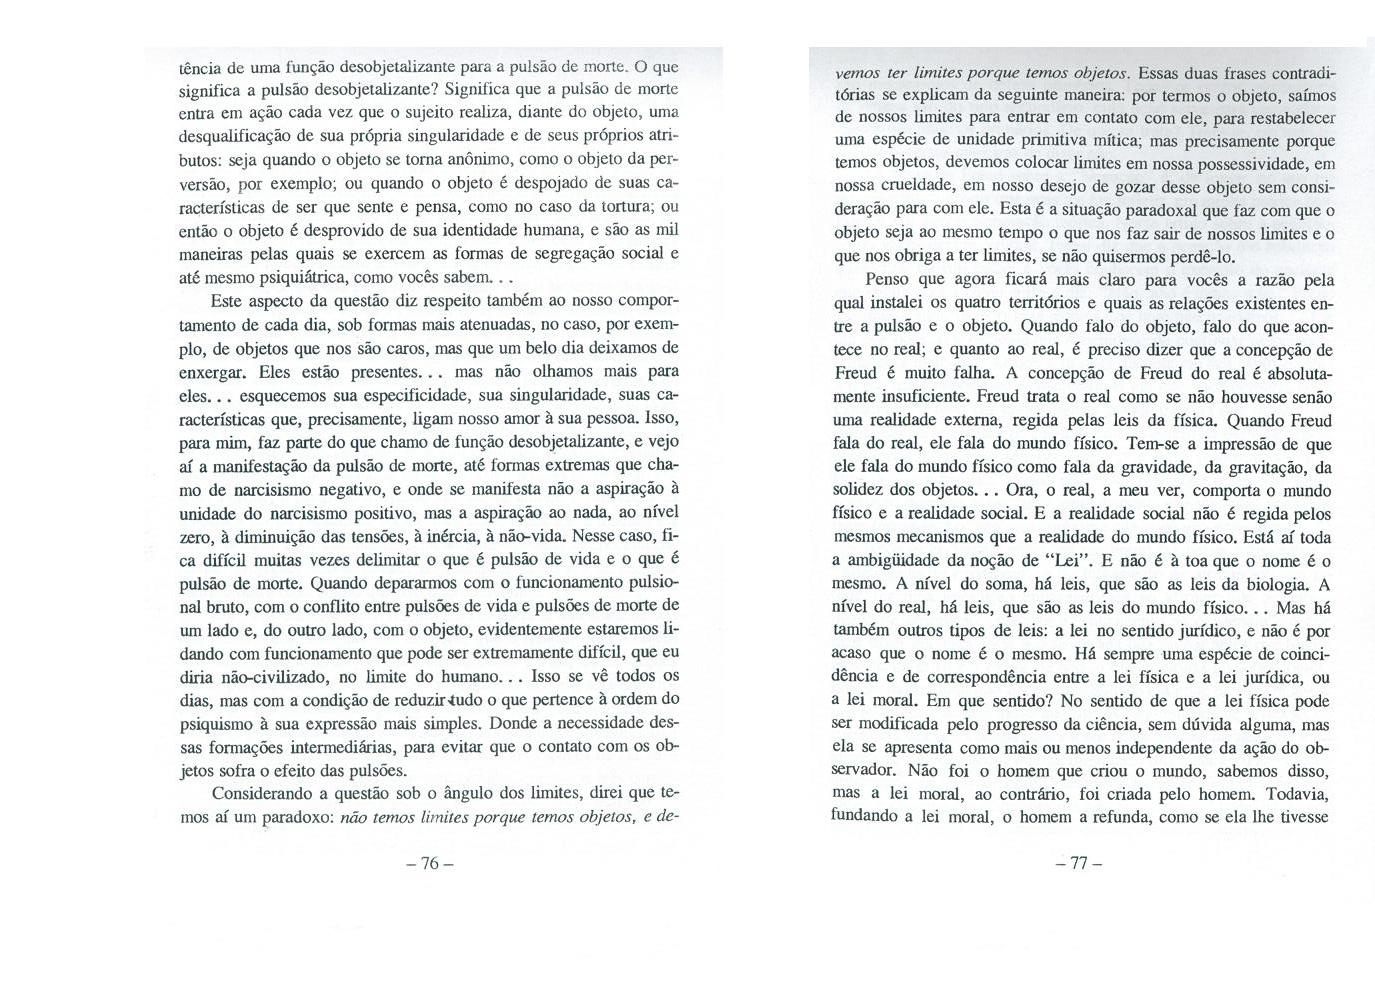 tência de uma função desobjetalizante para a pulsão de morte. O que
significa a pulsão desobjetalizante? Significa que a pulsão de morte
entra em ação cada vez que o sujeito realiza, diante do objeto, uma
desqualificação de sua própria singularidade e de seus próprios atri-
butos: seja quando o objeto se torna anônimo, como o objeto da per-
versão, por exemplo; ou quando o objeto é despojado de suas ca-
racterísticas de ser que sente e pensa, como no caso da tortura; ou
então o objeto é desprovido de sua identidade humana, e são as mil
maneiras pelas quais se exercem as formas de segregação social e
até mesmo psiquiátrica, como vocês sabem. . .
Este aspecto da questão diz respeito também ao nosso compor-
tamento de cada dia, sob formas mais atenuadas, no caso, por exem-
plo, de objetos que nos são caros, mas que um belo dia deixamos de
enxergar. Eles estão presentes. . . mas não olhamos mais para
eles. . . esquecemos sua especificidade, sua singularidade, suas ca-
racterísticas que, precisamente, ligam nosso amor à sua pessoa. Isso,
para mim, faz parte do que chamo de função desobjetalizante, e vejo
aí a manifestação da pulsão de morte, até formas extremas que cha-
mo de narcisismo negativo, e onde se manifesta não a aspiração à
unidade do narcisismo positivo, mas a aspiração ao nada, ao nível
zero, à diminuição das tensões, à inércia, à não-vida. Nesse caso, fi-
ca difícil muitas vezes delimitar o que é pulsão de vida e o que é
pulsão de morte. Quando depararmos com o funcionamento pulsio-
nal bruto, com o conflito entre pulsões de vida e pulsões de morte de
um lado e, do outro lado, com o objeto, evidentemente estaremos li-
dando com funcionamento que pode ser extremamente difícil, que eu
diria não-civilizado, no limite do humano. . . Isso se vê todos os
dias, mas com a condição de reduzir tudo o que pertence à ordem do
psiquismo à sua expressão mais simples. Donde a necessidade des-
sas formações intermediárias, para evitar que o contato com os ob-
jetos sofra o efeito das pulsões.
Considerando a questão sob o ângulo dos limites, direi que te-
mos aí um paradoxo: não temos limites porque temos objetos, e de-
– 76 –
vemos ter limites porque temos objetos. Essas duas frases contradi-
tórias se explicam da seguinte maneira: por termos o objeto, saímos
de nossos limites para entrar em contato com ele, para restabelecer
uma espécie de unidade primitiva mítica; mas precisamente porque
temos objetos, devemos colocar limites em nossa possessividade, em
nossa crueldade, em nosso desejo de gozar desse objeto sem consi-
deração para com ele. Esta é a situação paradoxal que faz com que o
objeto seja ao mesmo tempo o que nos faz sair de nossos limites e o
que nos obriga a ter limites, se não quisermos perdê-lo.
Penso que agora ficará mais claro para vocês a razão pela
qual instalei os quatro territórios e quais as relações existentes en-
tre a pulsão e o objeto. Quando falo do objeto, falo do que acon-
tece no real; e quanto ao real, é preciso dizer que a concepção de
Freud é muito falha. A concepção de Freud do real é absoluta-
mente insuficiente. Freud trata o real como se não houvesse senão
uma realidade externa, regida pelas leis da física. Quando Freud
fala do real, ele fala do mundo físico. Tem-se a impressão de que
ele fala do mundo físico como fala da gravidade, da gravitação, da
solidez dos objetos. . . Ora, o real, a meu ver, comporta o mundo
físico e a realidade social. E a realidade social não é regida pelos
mesmos mecanismos que a realidade do mundo físico. Está aí toda
a ambigüidade da noção de “Lei”. E não é à toa que o nome é o
mesmo. A nível do soma, há leis, que são as leis da biologia. A
nível do real, há leis, que são as leis do mundo físico. . . Mas há
também outros tipos de leis: a lei no sentido jurídico, e não é por
acaso que o nome é o mesmo. Há sempre uma espécie de coinci-
dência e de correspondência entre a lei física e a lei jurídica, ou
a lei moral. Em que sentido? No sentido de que a lei física pode
ser modificada pelo progresso da ciência, sem dúvida alguma, mas
ela se apresenta como mais ou menos independente da ação do ob-
servador. Não foi o homem que criou o mundo, sabemos disso,
mas a lei moral, ao contrário, foi criada pelo homem. Todavia,
fundando a lei moral, o homem a refunda, como se ela lhe tivesse
– 77 –